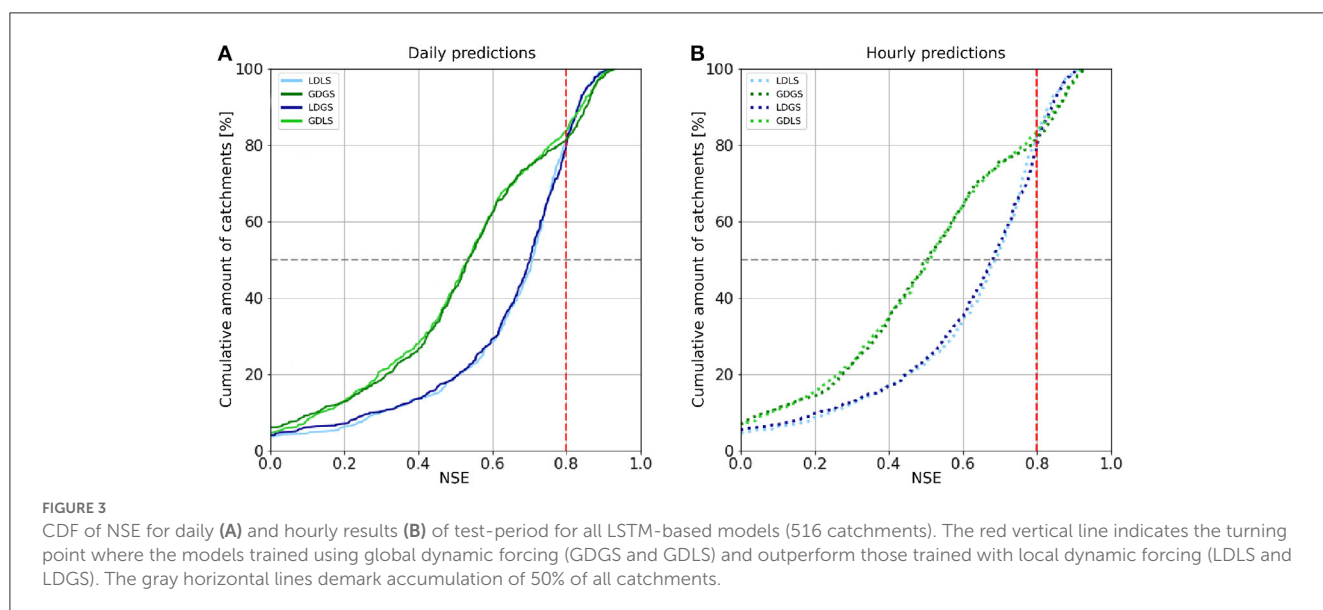 A
Daily predictions
Cumulative amount of catchments [%]
100
80
60
40
20
0
LDLS
GDGS
LDGS
GDLS
0.0 0.2 0.4 0.6 0.8 1.0
NSE
B
Hourly predictions
Cumulative amount of catchments [%]
100
80
60
40
20
0
LDLS
GDGS
LDGS
GDLS
0.0 0.2 0.4 0.6 0.8 1.0
NSE
FIGURE 3
CDF of NSE for daily (A) and hourly results (B) of test-period for all LSTM-based models (516 catchments). The red vertical line indicates the turning
point where the models trained using global dynamic forcing (GDGS and GDLS) and outperform those trained with local dynamic forcing (LDLS and
LDGS). The gray horizontal lines demark accumulation of 50% of all catchments.